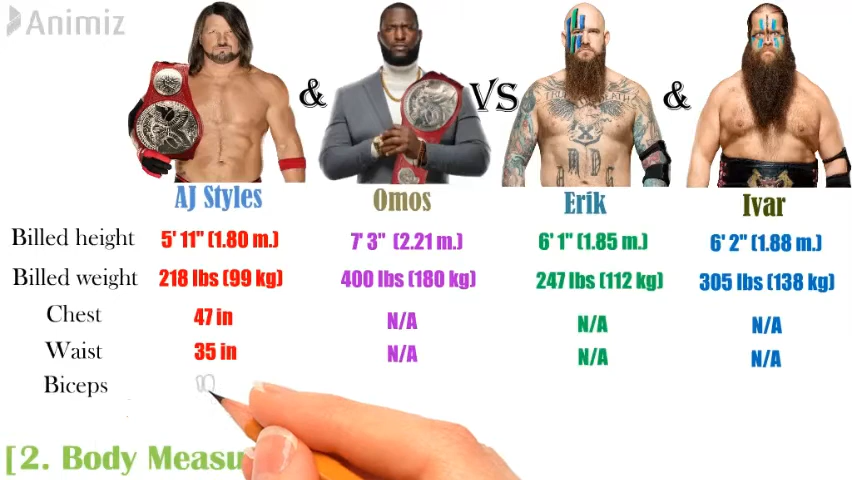 Animiz
& VS &
AJ Styles Omos Erik Ivar
Billed height 5' 11" (1.80 m.) 7' 3" (2.21 m.) 6' 1" (1.85 m.) 6' 2" (1.88 m.)
Billed weight 218 lbs (99 kg) 400 lbs (180 kg) 247 lbs (112 kg) 305 lbs (138 kg)
Chest 47 in N/A N/A N/A
Waist 35 in N/A N/A N/A
Biceps
[2. Body Measu